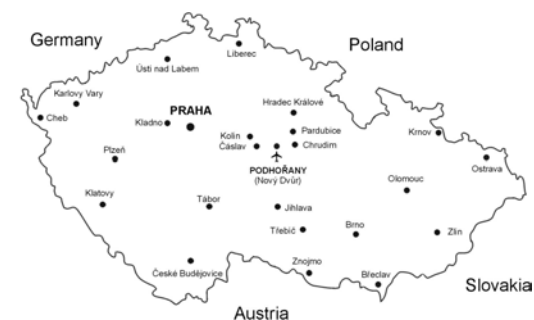 Germany
Poland
Liberec
Ústí nad Labem
Karlovy Vary
Cheb
PRAHA
Kladno
Hradec Králové
Pardubice
Kolín
Čáslav
Chrudim
Krnov
Ostrava
Plzeň
PODHOŘANY
(Nový Dvůr)
Olomouc
Klatovy
Tábor
Jihlava
Třebíč
Brno
Zlín
České Budějovice
Znojmo
Břeclav
Slovakia
Austria